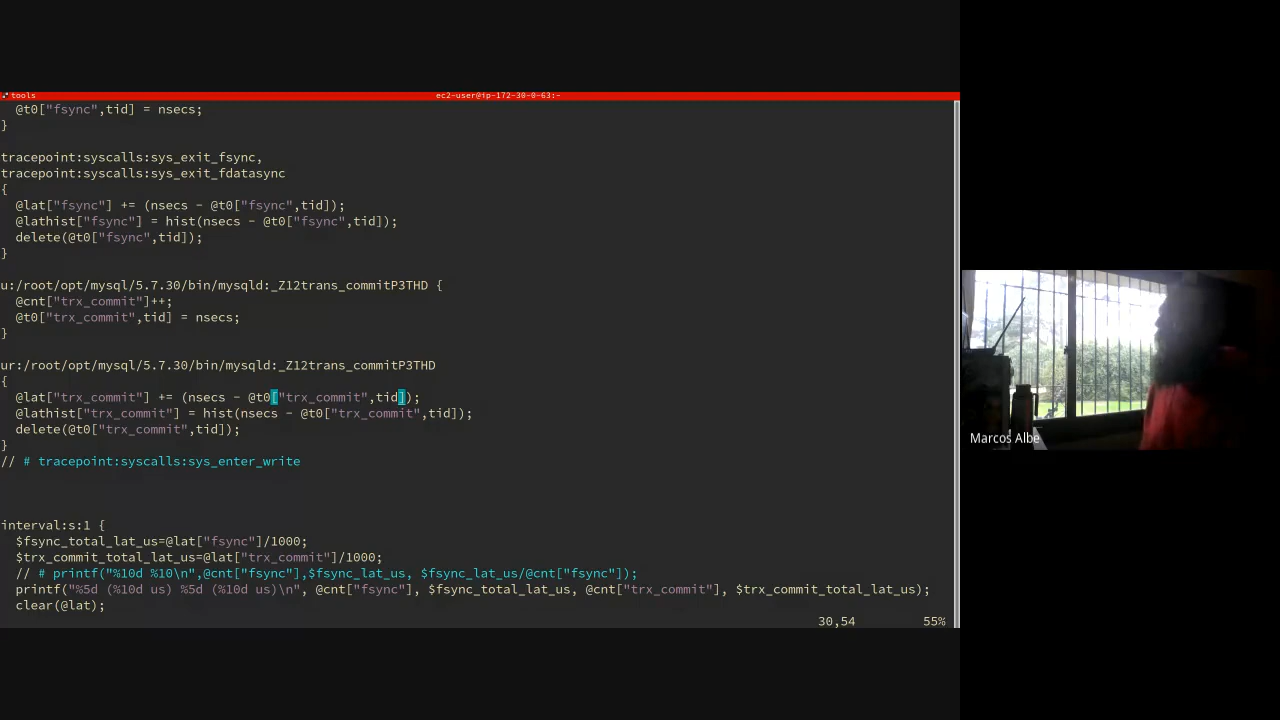 tools
ec2-user@ip-172-30-0-63:~
@t0["fsync",tid] = nsecs;
}
tracepoint:syscalls:sys_exit_fsync,
tracepoint:syscalls:sys_exit_fdatasync
{
@lat["fsync"] += (nsecs - @t0["fsync",tid]);
@lathist["fsync"] = hist(nsecs - @t0["fsync",tid]);
delete(@t0["fsync",tid]);
}
u:/root/opt/mysql/5.7.30/bin/mysqld:_Z12trans_commitP3THD {
@cnt["trx_commit"]++;
@t0["trx_commit",tid] = nsecs;
}
ur:/root/opt/mysql/5.7.30/bin/mysqld:_Z12trans_commitP3THD
{
@lat["trx_commit"] += (nsecs - @t0["trx_commit",tid]);
@lathist["trx_commit"] = hist(nsecs - @t0["trx_commit",tid]);
delete(@t0["trx_commit",tid]);
}
// # tracepoint:syscalls:sys_enter_write
interval:s:1 {
$fsync_total_lat_us=@lat["fsync"]/1000;
$trx_commit_total_lat_us=@lat["trx_commit"]/1000;
// # printf("%10d %10\n",@cnt["fsync"],$fsync_lat_us, $fsync_lat_us/@cnt["fsync"]);
printf("%5d (%10d us) %5d (%10d us)\n", @cnt["fsync"], $fsync_total_lat_us, @cnt["trx_commit"], $trx_commit_total_lat_us);
clear(@lat);
30,54 55%
Marcos Albe